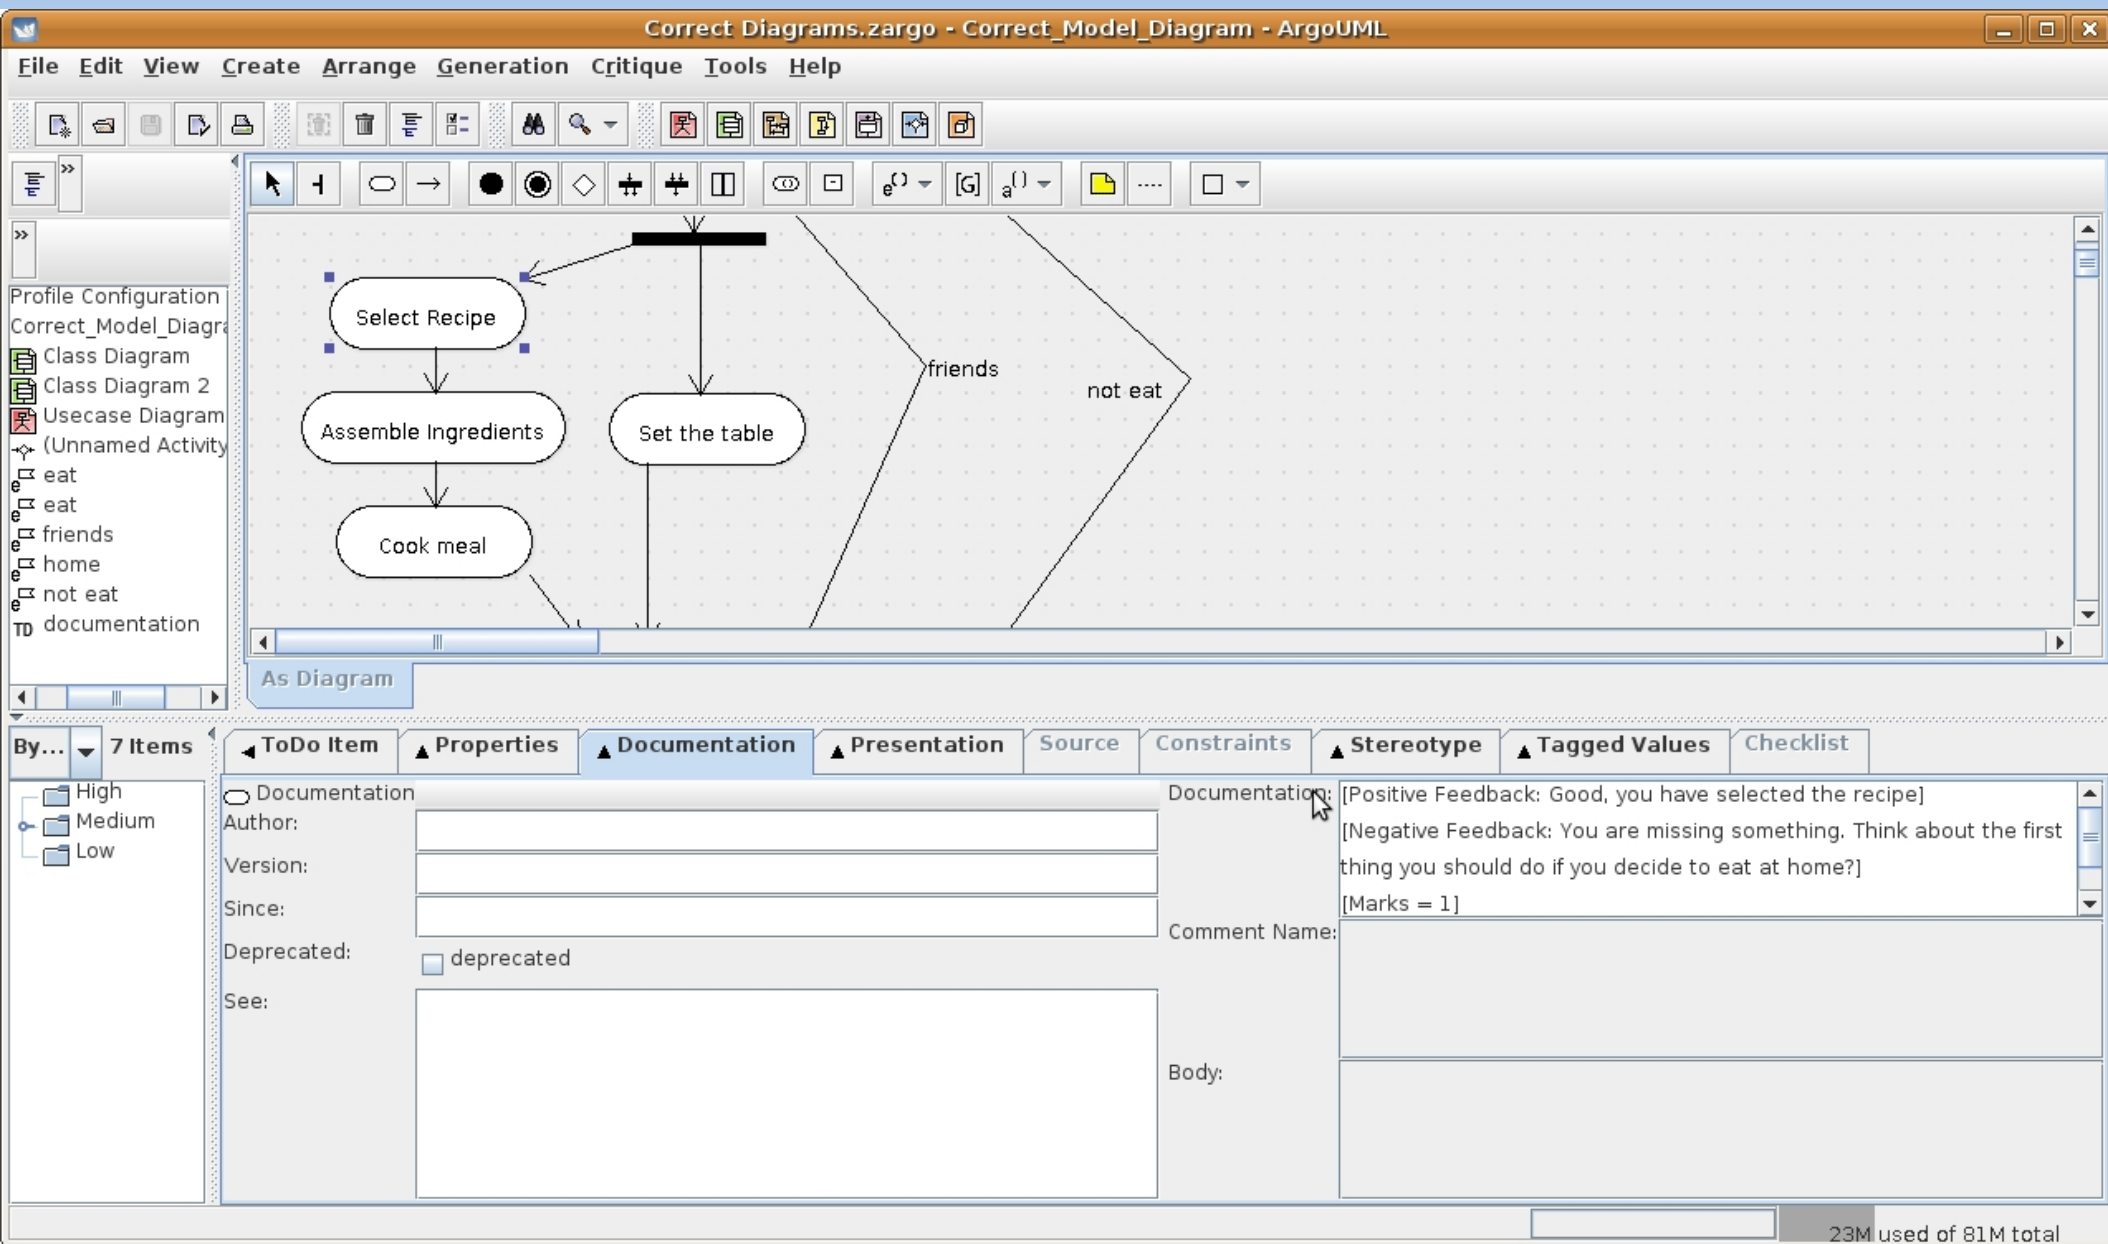 Correct Diagrams.zargo - Correct_Model_Diagram - ArgoUML
File Edit View Create Arrange Generation Critique Tools Help
Profile Configuration
Correct_Model_Diagra
Class Diagram
Class Diagram 2
Usecase Diagram
(Unnamed Activity
eat
eat
friends
home
not eat
TD documentation
Select Recipe
Assemble Ingredients
Set the table
Cook meal
friends
not eat
As Diagram
By... 7 Items
High
Medium
Low
ToDo Item Properties Documentation Presentation Source Constraints Stereotype Tagged Values Checklist
Documentation
Author:
Version:
Since:
Deprecated: deprecated
See:
Documentation: [Positive Feedback: Good, you have selected the recipe]
[Negative Feedback: You are missing something. Think about the first
thing you should do if you decide to eat at home?]
[Marks = 1]
Comment Name:
Body:
23M used of 81M total